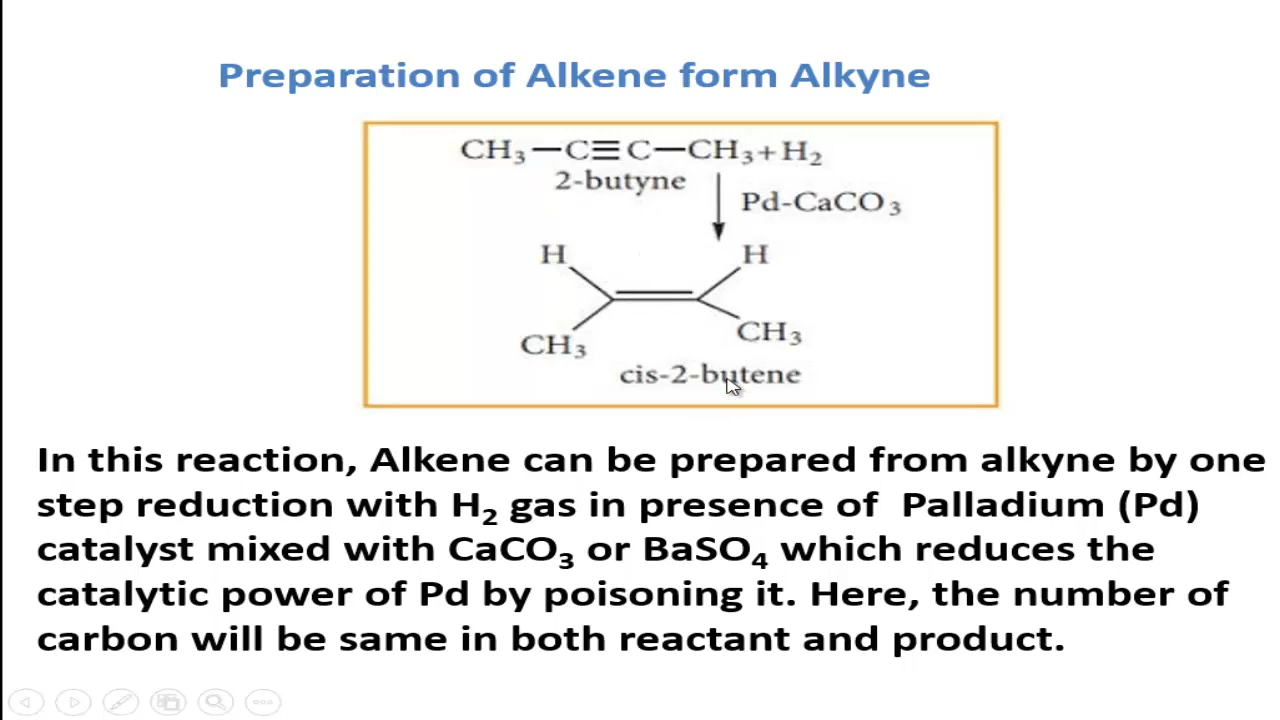 Preparation of Alkene form Alkyne
CH₃—C≡C—CH₃+H₂
2-butyne
Pd-CaCO₃
H H
CH₃ CH₃
cis-2-butene
In this reaction, Alkene can be prepared from alkyne by one
step reduction with H₂ gas in presence of Palladium (Pd)
catalyst mixed with CaCO₃ or BaSO₄ which reduces the
catalytic power of Pd by poisoning it. Here, the number of
carbon will be same in both reactant and product.